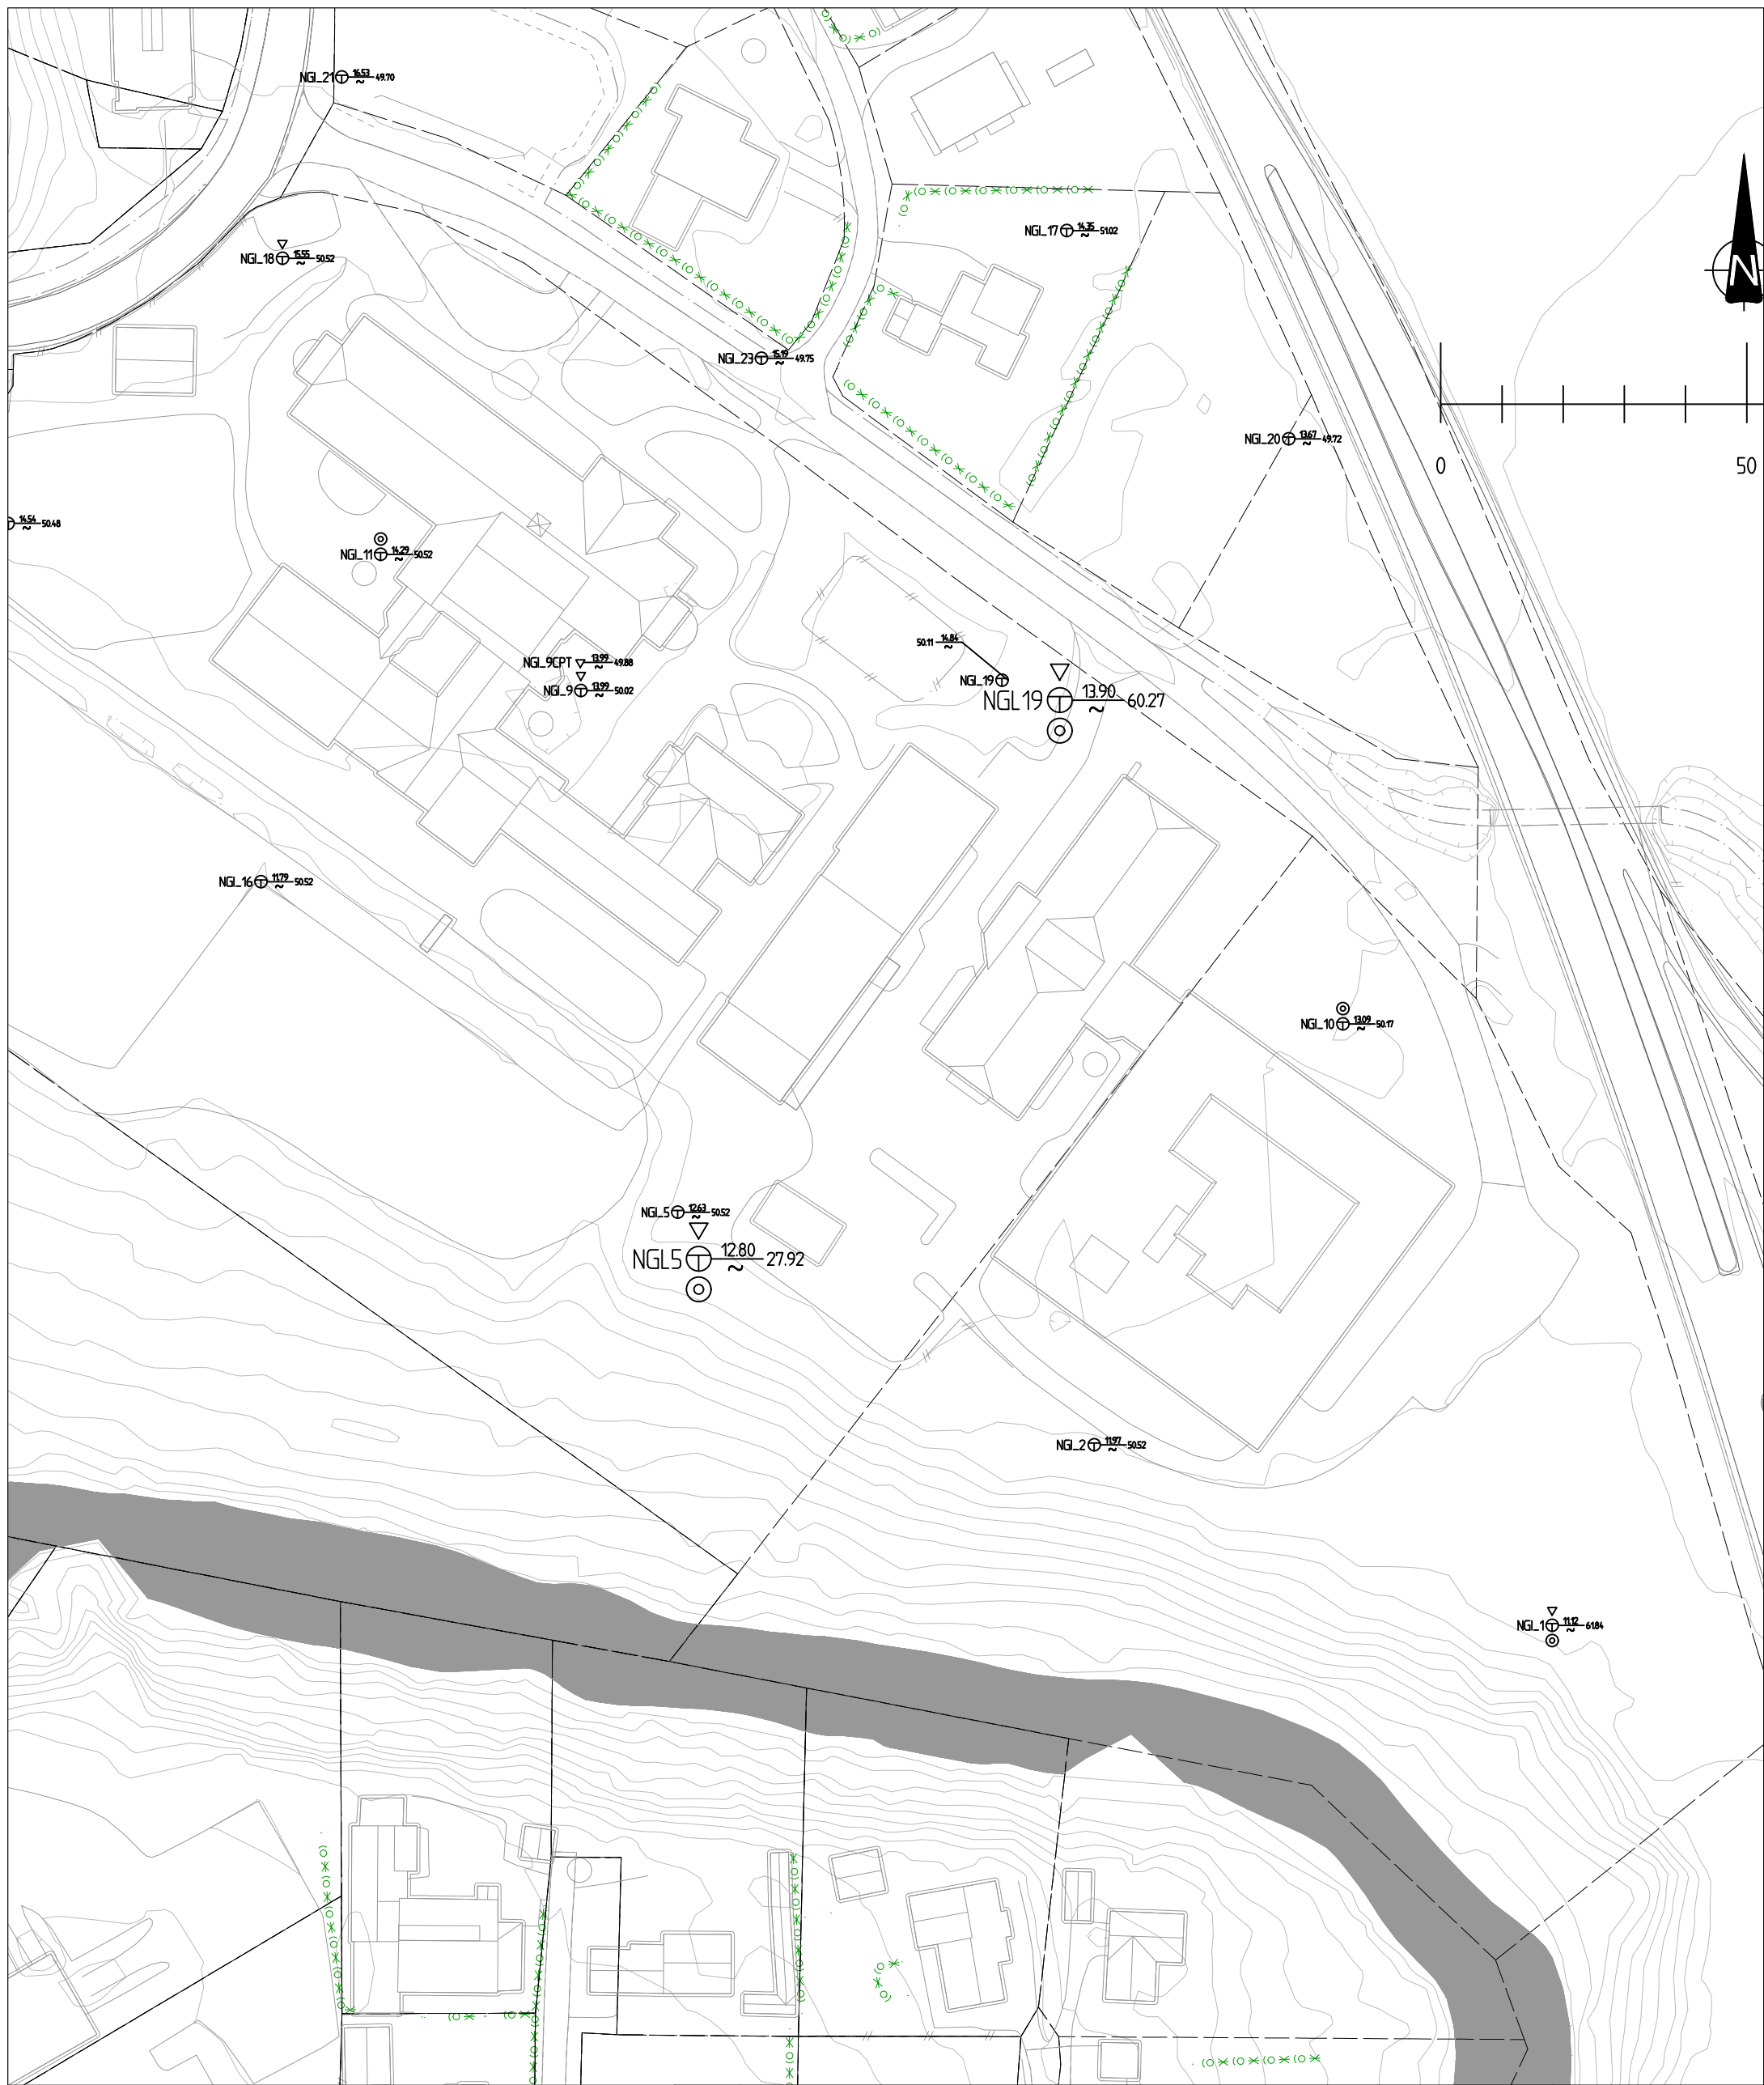 NGI_21 16.53 ~ 49.70
N
NGI_17 14.35 ~ 51.02
NGI_18 15.55 ~ 50.52
NGI_23 15.19 ~ 49.75
NGI_20 13.67 ~ 49.72
0 50
14.54 ~ 50.48
NGI_11 14.29 ~ 50.52
50.11 14.84 ~
NGI_9CPT 13.99 ~ 49.88
NGI_19
NGI_9 13.99 ~ 50.02
NGL19 13.90 ~ 60.27
NGI_16 11.79 ~ 50.52
NGI_10 13.09 ~ 50.17
NGI_5 12.63 ~ 50.52
NGL5 12.80 ~ 27.92
NGI_2 11.97 ~ 50.52
NGI_1 11.12 ~ 61.84